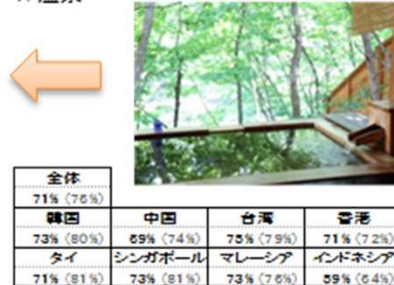 全体
71% (76%)
韓国 中国 台湾 香港
73% (80%) 69% (74%) 75% (79%) 71% (72%)
タイ シンガポール マレーシア インドネシア
71% (81%) 73% (81%) 73% (76%) 59% (64%)